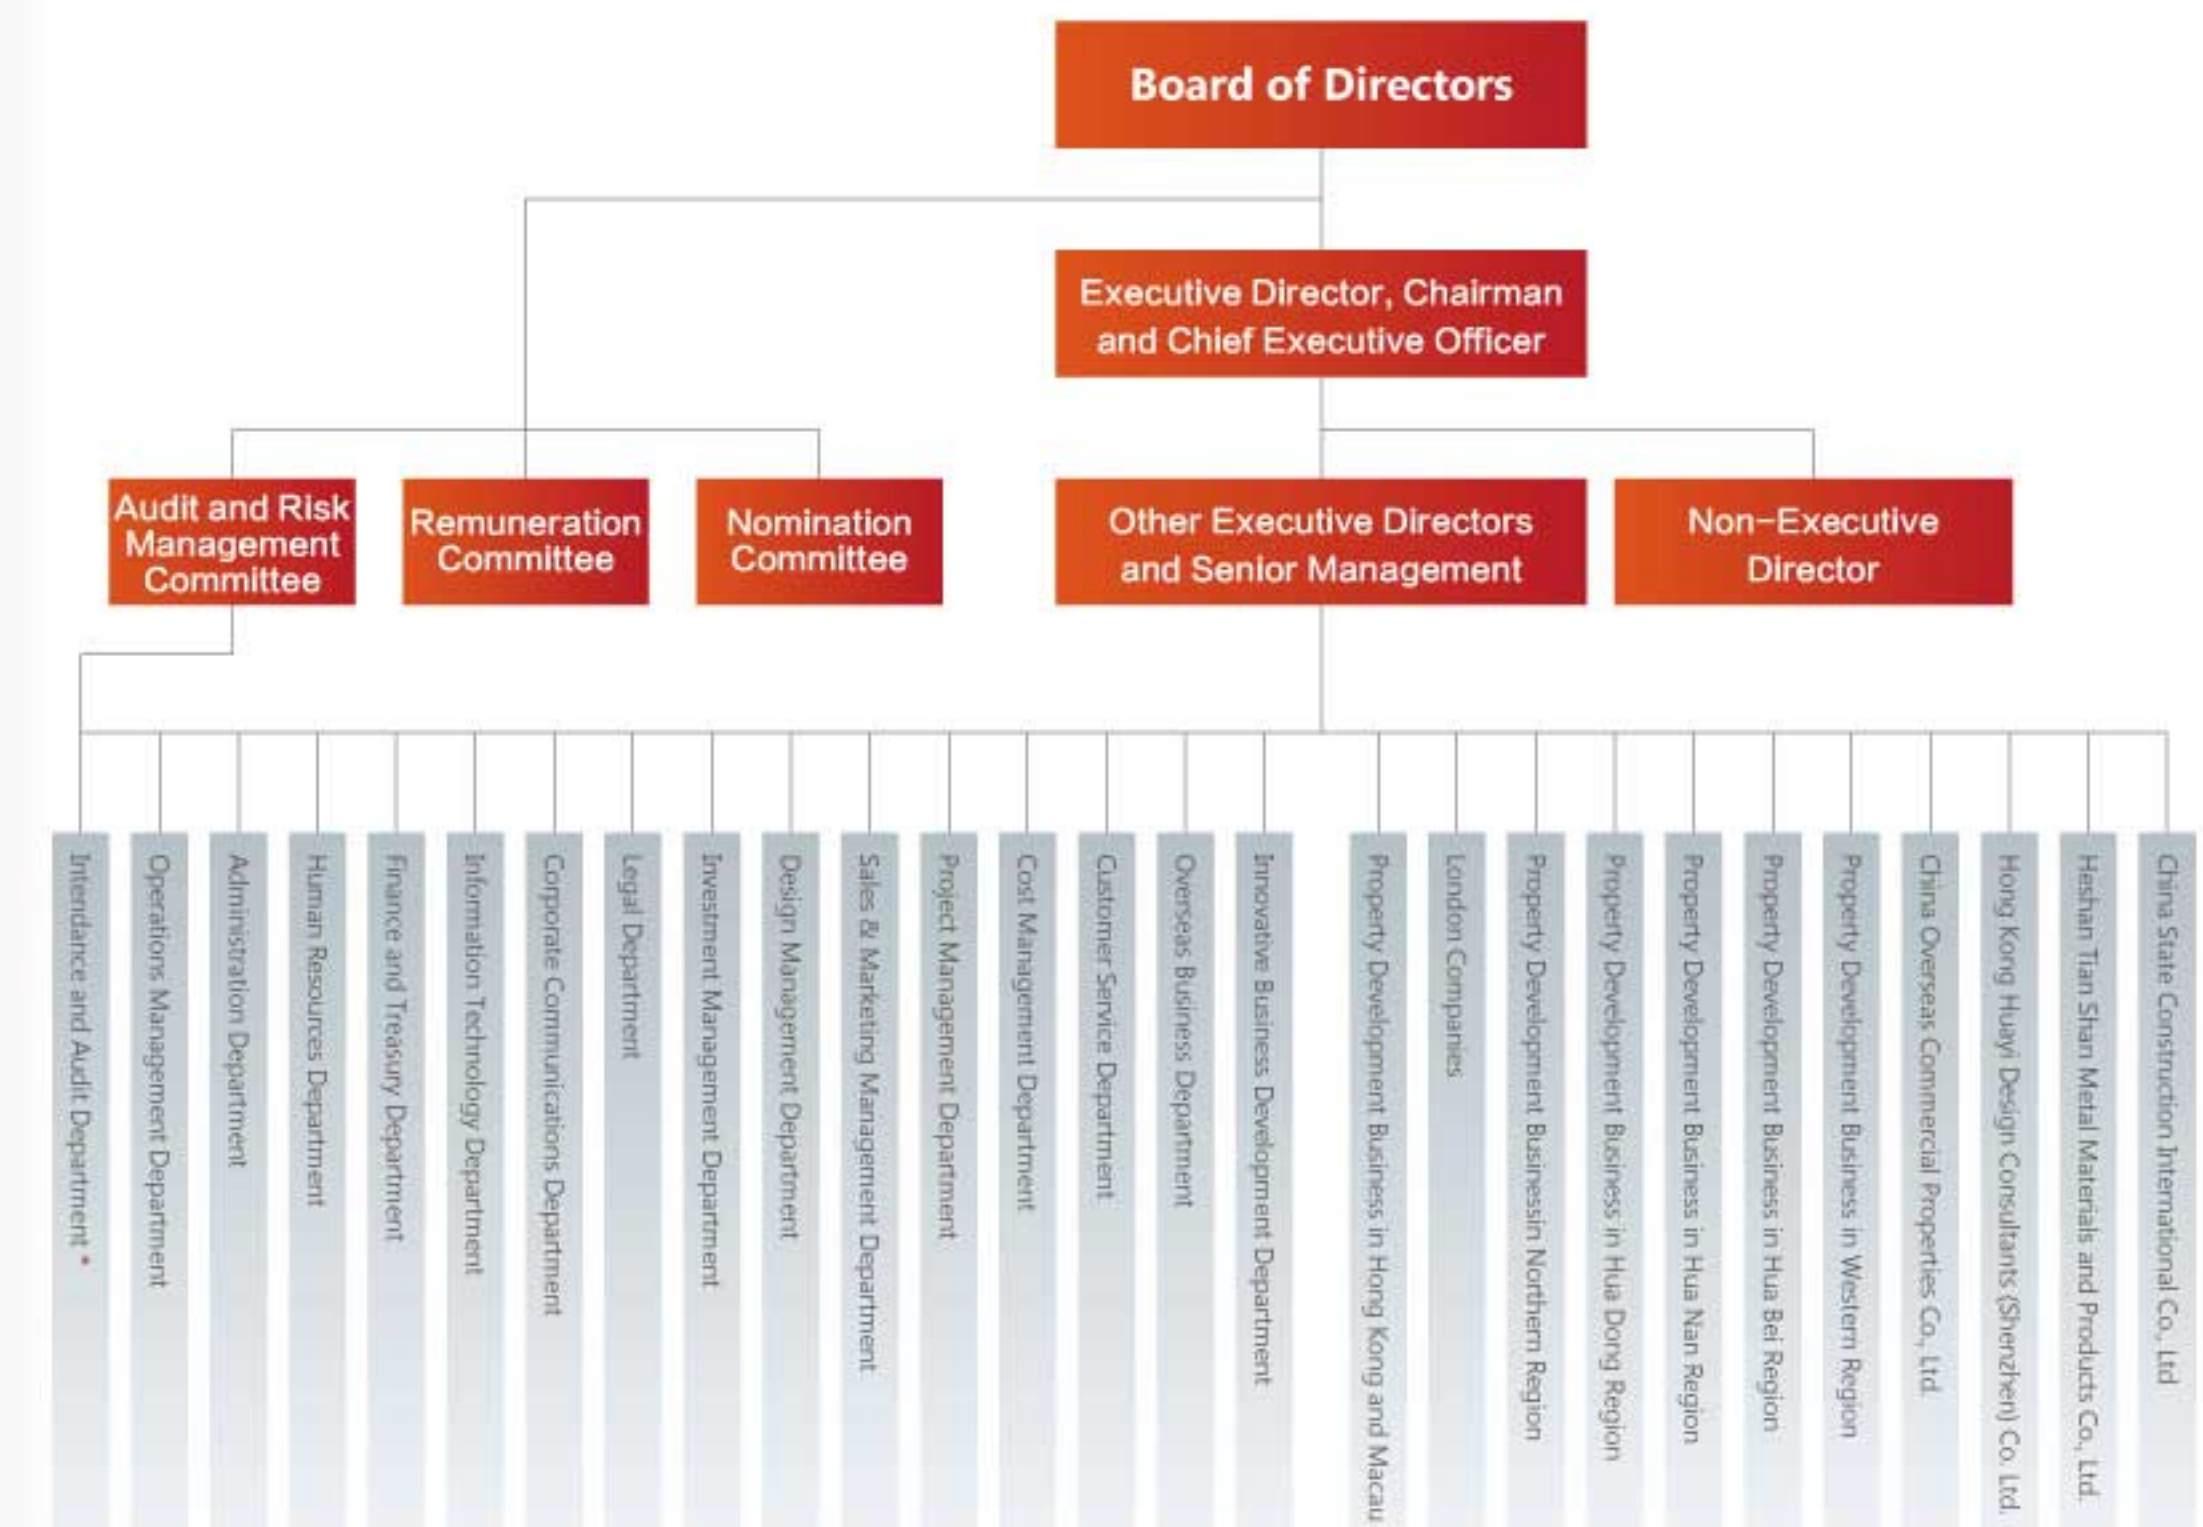 Board of Directors
Executive Director, Chairman
and Chief Executive Officer
Audit and Risk
Management
Committee
Remuneration
Committee
Nomination
Committee
Other Executive Directors
and Senior Management
Non-Executive
Director
Intendance and Audit Department *
Operations Management Department
Administration Department
Human Resources Department
Finance and Treasury Department
Information Technology Department
Corporate Communications Department
Legal Department
Investment Management Department
Design Management Department
Sales & Marketing Management Department
Project Management Department
Cost Management Department
Customer Service Department
Overseas Business Department
Innovative Business Development Department
Property Development Business in Hong Kong and Macau
London Companies
Property Development Businessin Northern Region
Property Development Business in Hua Dong Region
Property Development Business in Hua Nan Region
Property Development Business in Hua Bei Region
Property Development Business in Western Region
China Overseas Commercial Properties Co., Ltd.
Hong Kong Huayi Design Consultants (Shenzhen) Co. Ltd.
Heshan Tian Shan Metal Materials and Products Co., Ltd.
China State Construction International Co., Ltd